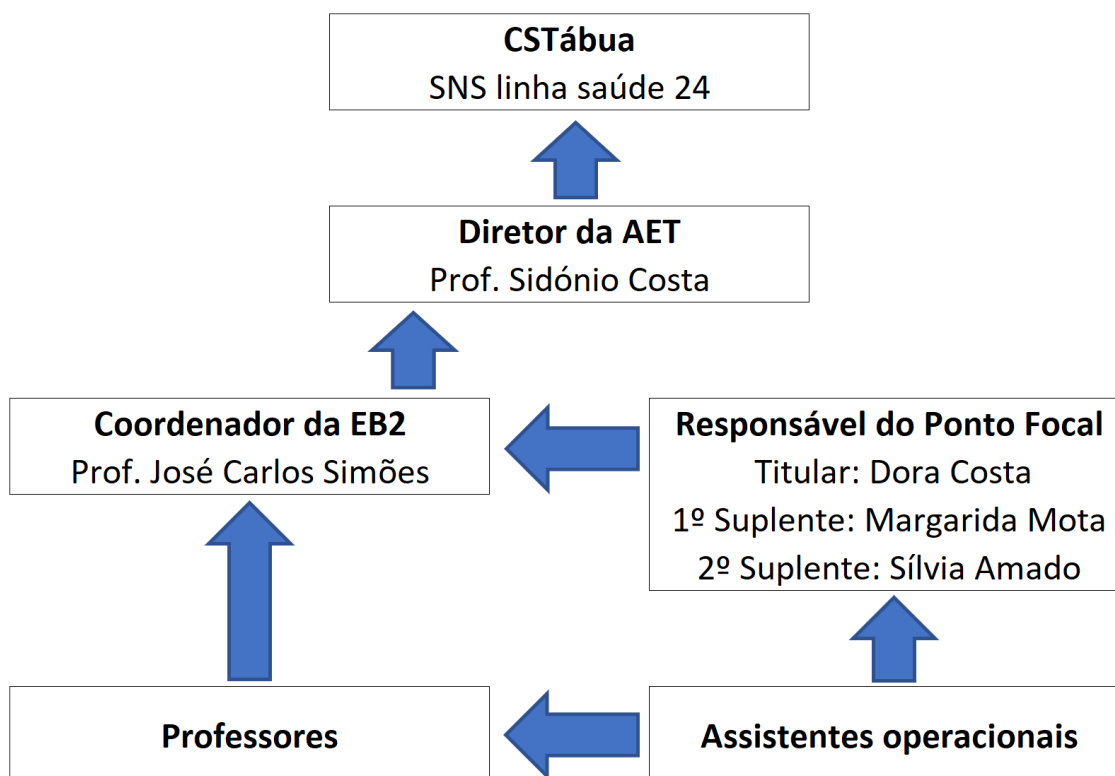 CSTábua
SNS linha saúde 24
Diretor da AET
Prof. Sidónio Costa
Coordenador da EB2
Prof. José Carlos Simões
Responsável do Ponto Focal
Titular: Dora Costa
1º Suplente: Margarida Mota
2º Suplente: Sílvia Amado
Professores
Assistentes operacionais